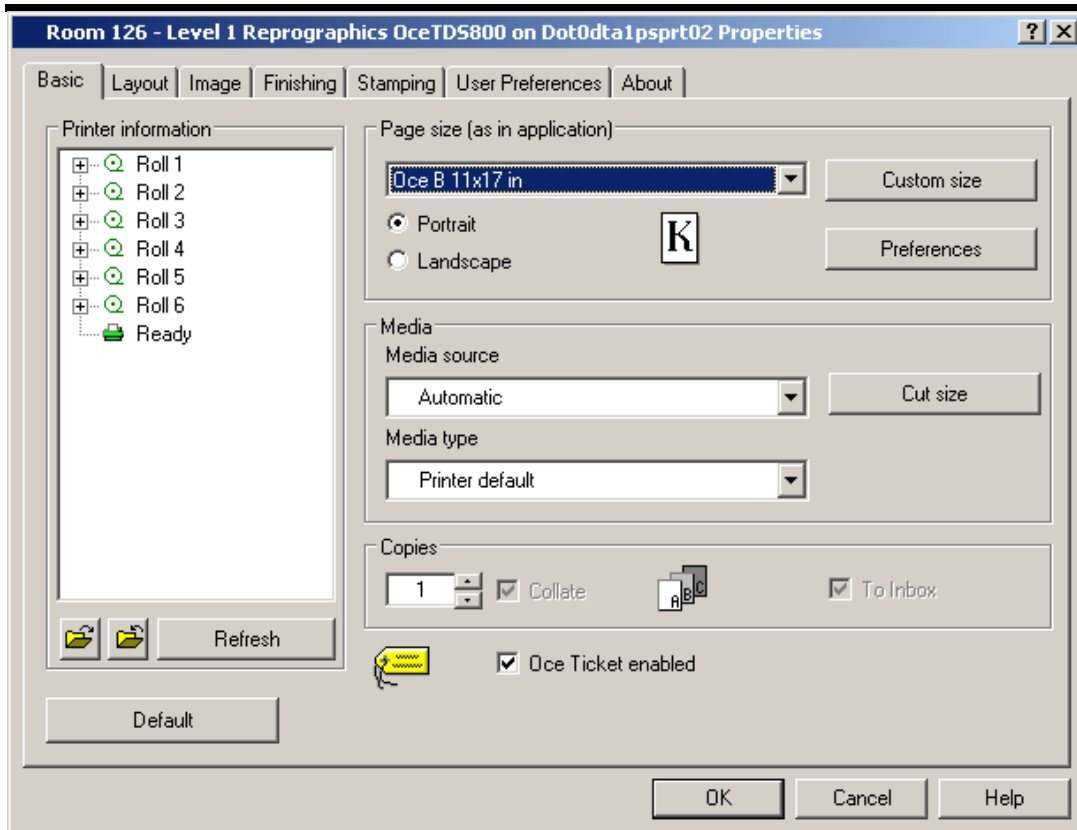 Room 126 - Level 1 Reprographics OceTDS800 on Dot0dta1psprt02 Properties
Basic Layout Image Finishing Stamping User Preferences About
Printer information
Roll 1
Roll 2
Roll 3
Roll 4
Roll 5
Roll 6
Ready
Refresh
Default
Page size (as in application)
Oce B 11x17 in
Custom size
Portrait
Landscape
K
Preferences
Media
Media source
Automatic
Cut size
Media type
Printer default
Copies
1
Collate
A B C
To Inbox
Oce Ticket enabled
OK Cancel Help